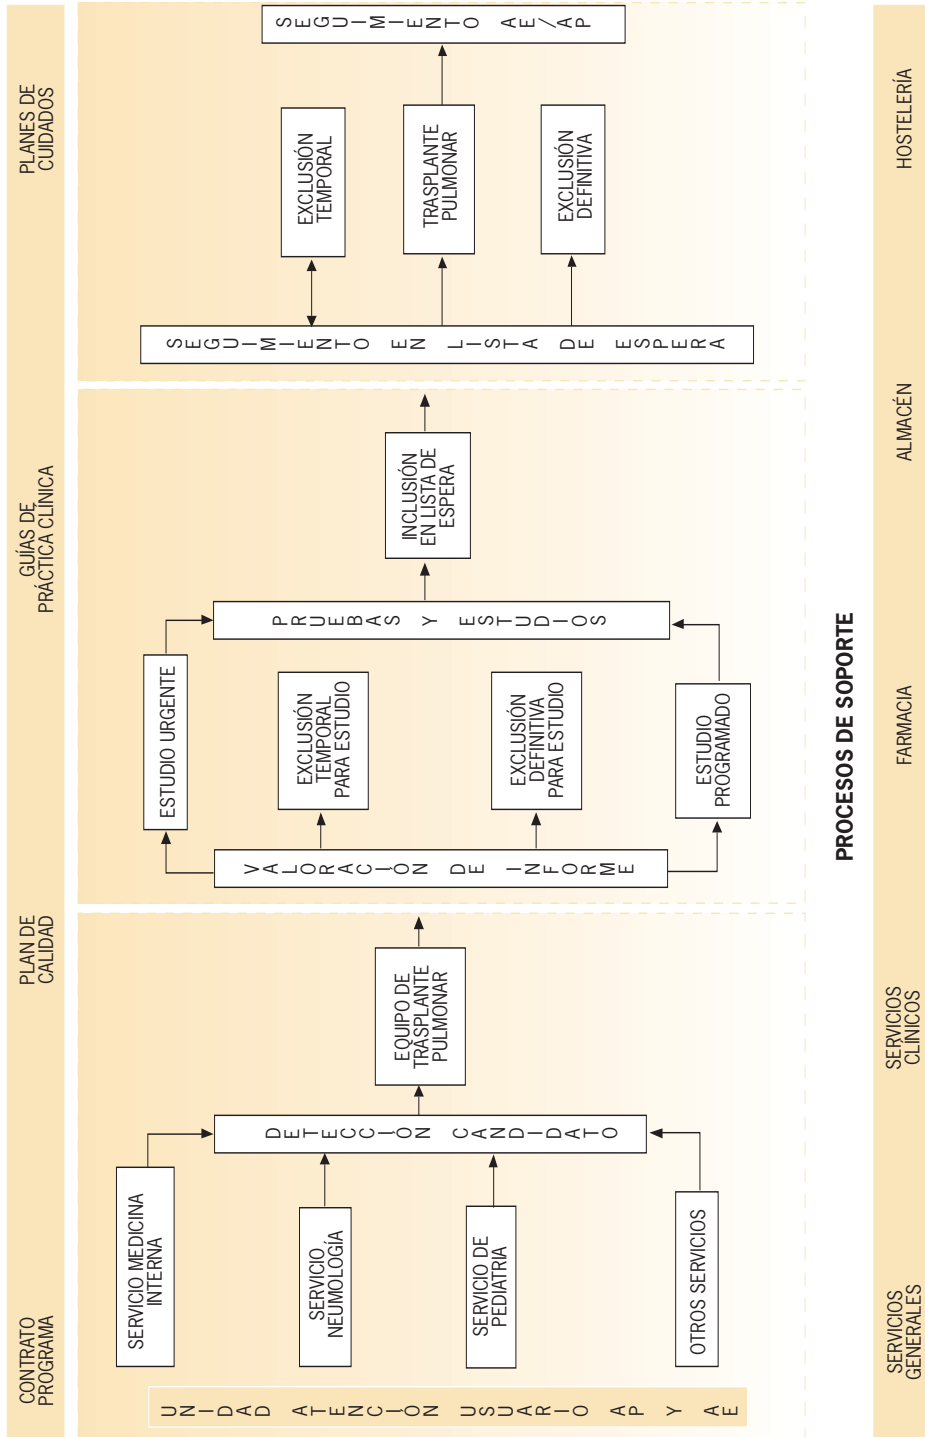 CONTRATO
PROGRAMA
PLAN DE
CALIDAD
GUÍAS DE
PRÁCTICA CLÍNICA
PLANES DE
CUIDADOS
UNIDAD ATENCIÓN USUARIO AP Y AE
SERVICIO MEDICINA
INTERNA
SERVICIO
NEUMOLOGÍA
SERVICIO DE
PEDIATRIA
OTROS SERVICIOS
DETECCIÓN CANDIDATO
EQUIPO DE
TRASPLANTE
PULMONAR
VALORACIÓN DE INFORME
ESTUDIO URGENTE
EXCLUSIÓN
TEMPORAL
PARA ESTUDIO
EXCLUSIÓN
DEFINITIVA
PARA ESTUDIO
ESTUDIO
PROGRAMADO
PRUEBAS Y ESTUDIOS
INCLUSIÓN
EN LISTA DE
ESPERA
SEGUIMIENTO EN LISTA DE ESPERA
EXCLUSIÓN
TEMPORAL
TRASPLANTE
PULMONAR
EXCLUSIÓN
DEFINITIVA
SEGUIMIENTO AE/AP
PROCESOS DE SOPORTE
SERVICIOS
GENERALES
SERVICIOS
CLÍNICOS
FARMACIA
ALMACÉN
HOSTELERÍA